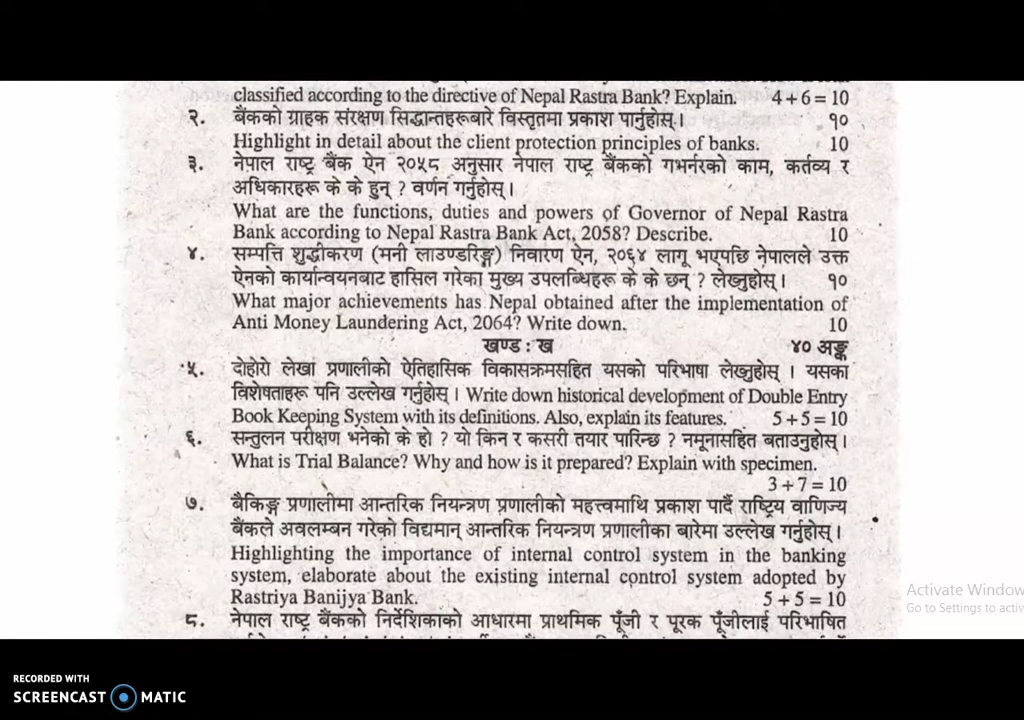 classified according to the directive of Nepal Rastra Bank? Explain. 4 + 6 = 10
२. बैंकको ग्राहक संरक्षण सिद्धान्तहरूबारे विस्तृतमा प्रकाश पार्नुहोस् । १०
Highlight in detail about the client protection principles of banks. 10
३. नेपाल राष्ट्र बैंक ऐन २०५८ अनुसार नेपाल राष्ट्र बैंकको गभर्नरको काम, कर्तव्य र
अधिकारहरू के के हुन् ? वर्णन गर्नुहोस् ।
What are the functions, duties and powers of Governor of Nepal Rastra
Bank according to Nepal Rastra Bank Act, 2058? Describe. 10
४. सम्पत्ति शुद्धीकरण (मनी लाउण्डरिङ्ग) निवारण ऐन, २०६४ लागू भएपछि नेपालले उक्त
ऐनको कार्यान्वयनबाट हासिल गरेका मुख्य उपलब्धिहरू के के छन् ? लेख्नुहोस् । १०
What major achievements has Nepal obtained after the implementation of
Anti Money Laundering Act, 2064? Write down. 10
खण्ड : ख ४० अङ्क
५. दोहोरो लेखा प्रणालीको ऐतिहासिक विकासक्रमसहित यसको परिभाषा लेख्नुहोस् । यसका
विशेषताहरू पनि उल्लेख गर्नुहोस् । Write down historical development of Double Entry
Book Keeping System with its definitions. Also, explain its features. 5 + 5 = 10
६. सन्तुलन परीक्षण भनेको के हो ? यो किन र कसरी तयार पारिन्छ ? नमूनासहित बताउनुहोस् ।
What is Trial Balance? Why and how is it prepared? Explain with specimen.
3 + 7 = 10
७. बैकिङ्ग प्रणालीमा आन्तरिक नियन्त्रण प्रणालीको महत्त्वमाथि प्रकाश पार्दै राष्ट्रिय वाणिज्य
बैंकले अवलम्बन गरेको विद्यमान् आन्तरिक नियन्त्रण प्रणालीका बारेमा उल्लेख गर्नुहोस् ।
Highlighting the importance of internal control system in the banking
system, elaborate about the existing internal control system adopted by
Rastriya Banijya Bank. 5 + 5 = 10
८. नेपाल राष्ट्र बैंकको निर्देशिकाको आधारमा प्राथमिक पूँजी र पूरक पूँजीलाई परिभाषित
Activate Window
Go to Settings to activ
RECORDED WITH
SCREENCAST MATIC